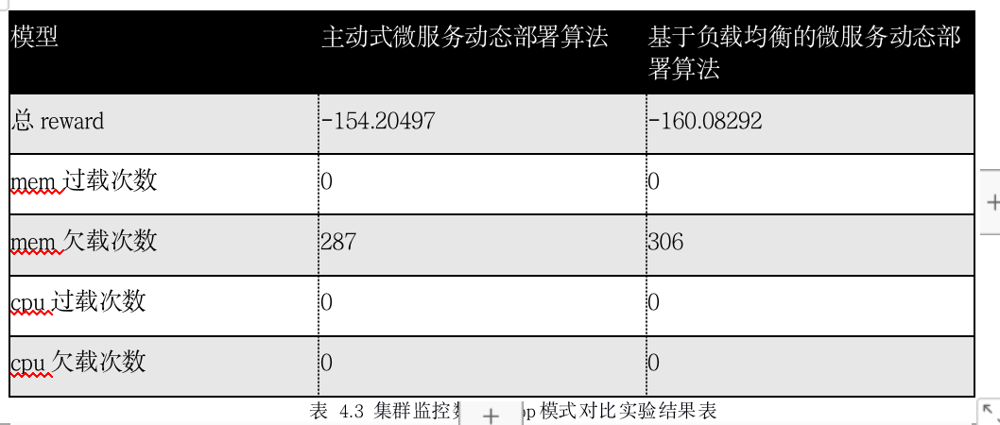 模型 主动式微服务动态部署算法 基于负载均衡的微服务动态部
署算法
总 reward -154.20497 -160.08292
mem 过载次数 0 0
mem 欠载次数 287 306
cpu 过载次数 0 0
cpu 欠载次数 0 0
表 4.3 集群监控 模式对比实验结果表